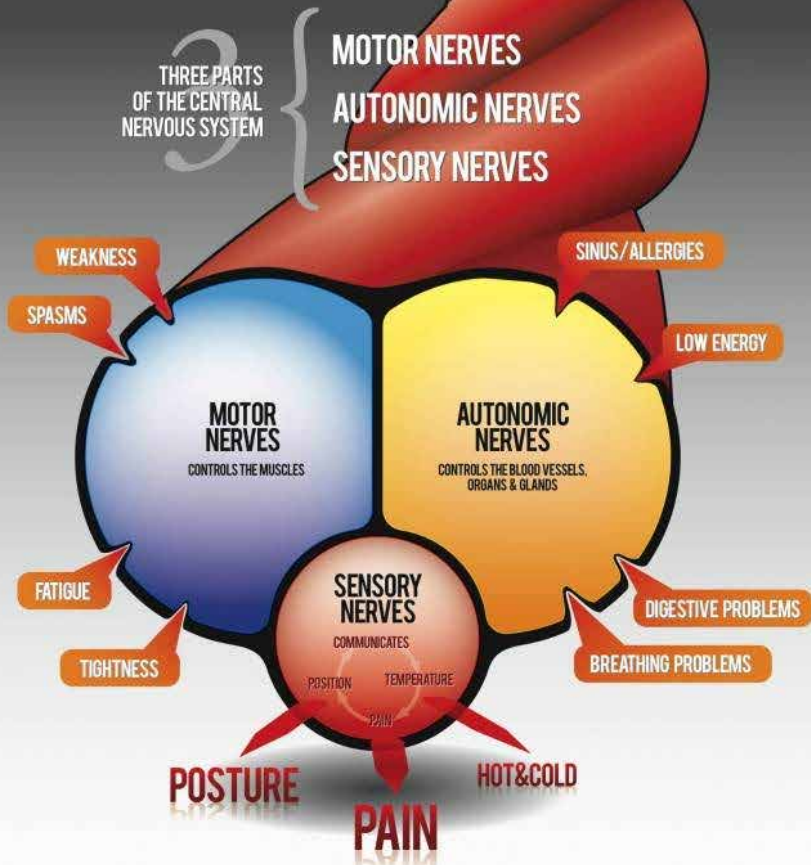 3
THREE PARTS
OF THE CENTRAL
NERVOUS SYSTEM
MOTOR NERVES
AUTONOMIC NERVES
SENSORY NERVES
WEAKNESS
SPASMS
SINUS/ALLERGIES
LOW ENERGY
MOTOR
NERVES
CONTROLS THE MUSCLES
AUTONOMIC
NERVES
CONTROLS THE BLOOD VESSELS,
ORGANS & GLANDS
FATIGUE
TIGHTNESS
SENSORY
NERVES
COMMUNICATES
POSITION
TEMPERATURE
PAIN
DIGESTIVE PROBLEMS
BREATHING PROBLEMS
POSTURE
PAIN
HOT&COLD